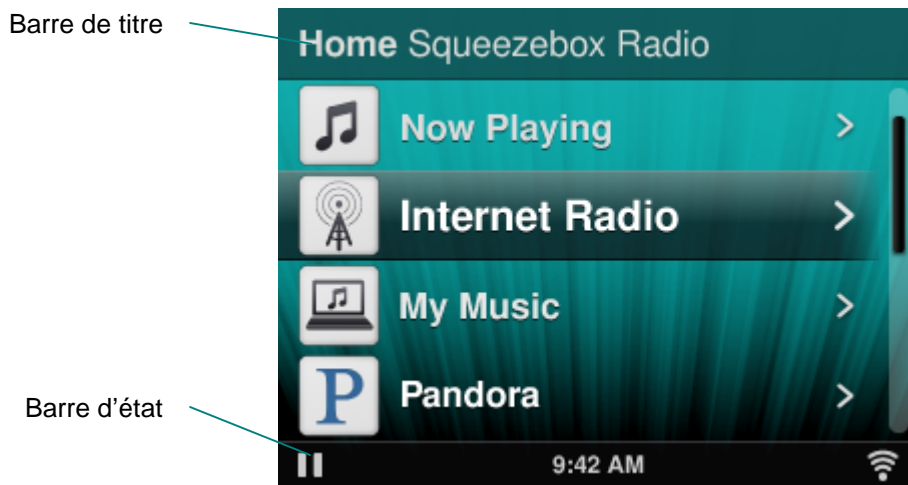 Barre de titre
Home Squeezebox Radio
Now Playing
Internet Radio
My Music
P Pandora
Barre d'état
9:42 AM